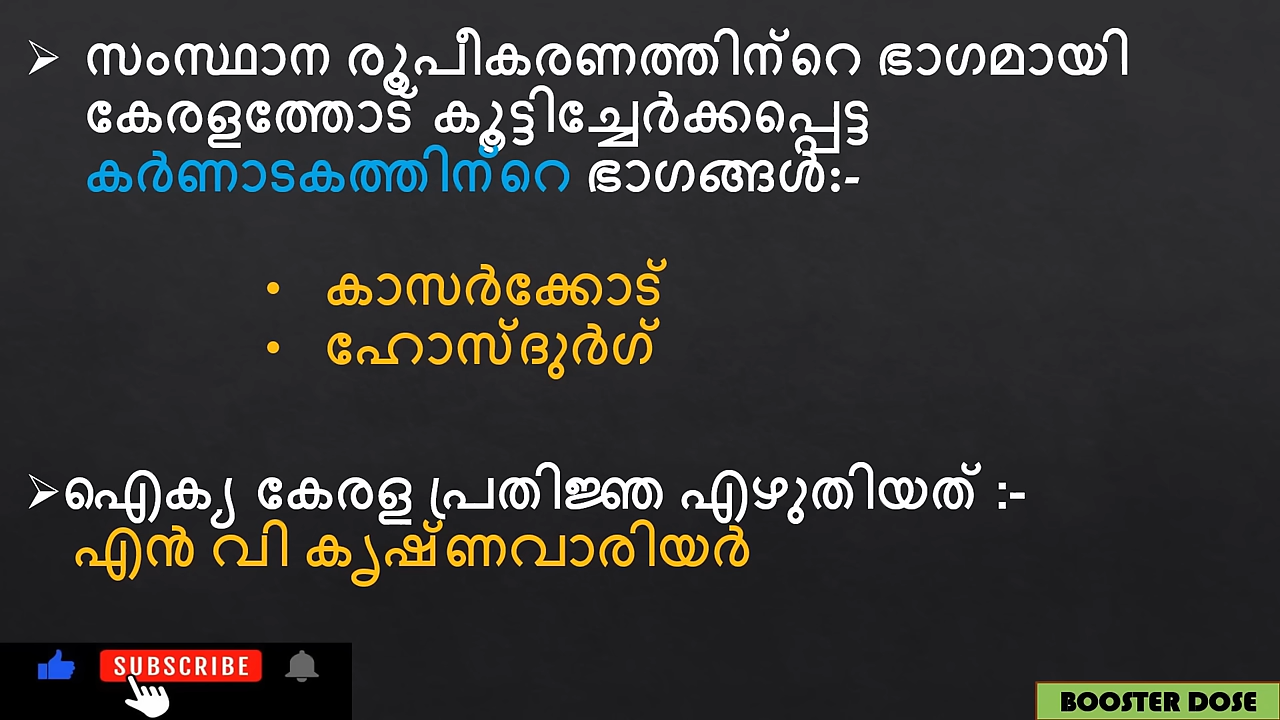 സംസ്ഥാന രൂപീകരണത്തിന്റെ ഭാഗമായി
കേരളത്തോട് കൂട്ടിച്ചേർക്കപ്പെട്ട
കർണാടകത്തിന്റെ ഭാഗങ്ങൾ:-
• കാസർക്കോട്
• ഹോസ്ദുർഗ്
ഐക്യ കേരള പ്രതിജ്ഞ എഴുതിയത് :-
എൻ വി കൃഷ്ണവാരിയർ
SUBSCRIBE
BOOSTER DOSE